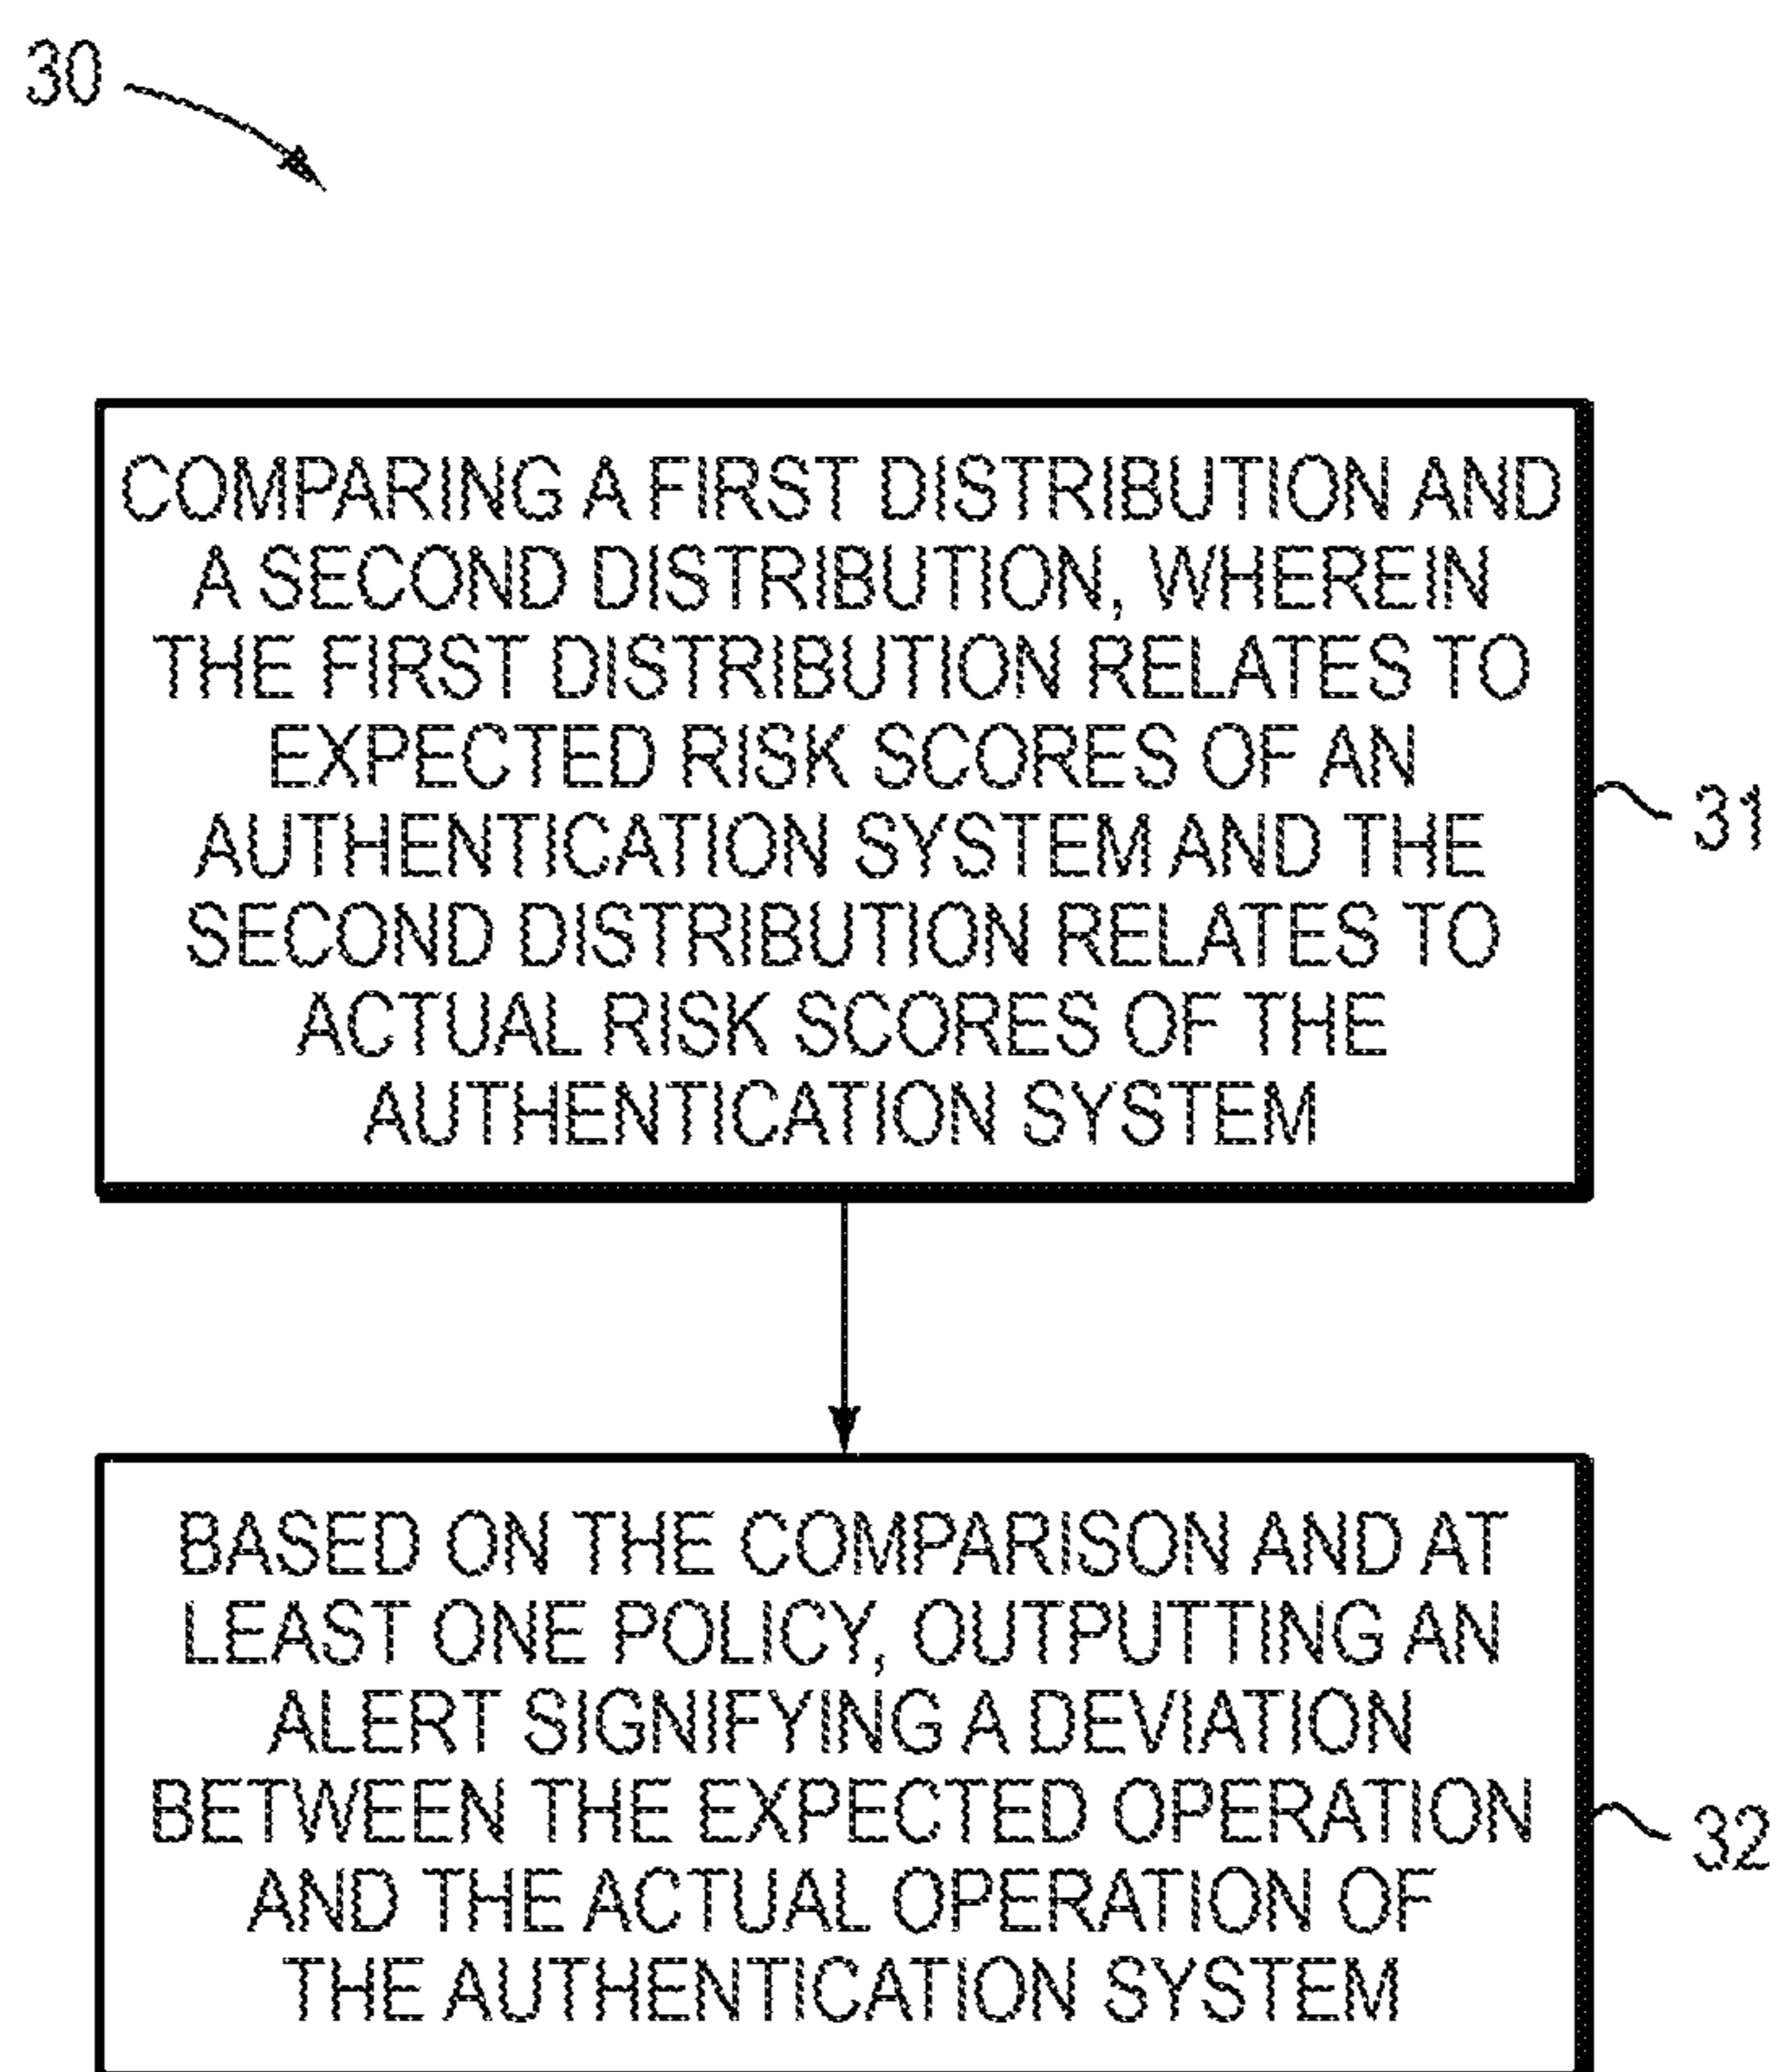 30
COMPARING A FIRST DISTRIBUTION AND
A SECOND DISTRIBUTION, WHEREIN
THE FIRST DISTRIBUTION RELATES TO
EXPECTED RISK SCORES OF AN
AUTHENTICATION SYSTEM AND THE
SECOND DISTRIBUTION RELATES TO
ACTUAL RISK SCORES OF THE
AUTHENTICATION SYSTEM
31
BASED ON THE COMPARISON AND AT
LEAST ONE POLICY, OUTPUTTING AN
ALERT SIGNIFYING A DEVIATION
BETWEEN THE EXPECTED OPERATION
AND THE ACTUAL OPERATION OF
THE AUTHENTICATION SYSTEM
32